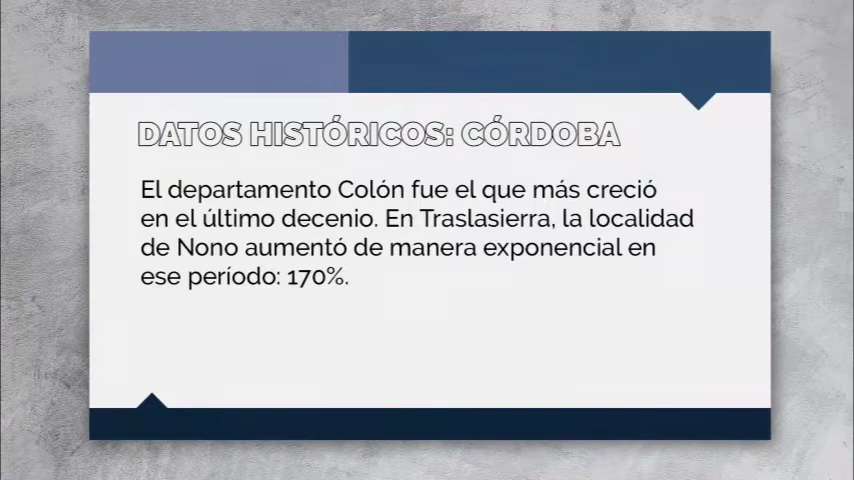 DATOS HISTÓRICOS: CÓRDOBA
El departamento Colón fue el que más creció
en el último decenio. En Traslasierra, la localidad
de Nono aumentó de manera exponencial en
ese período: 170%.